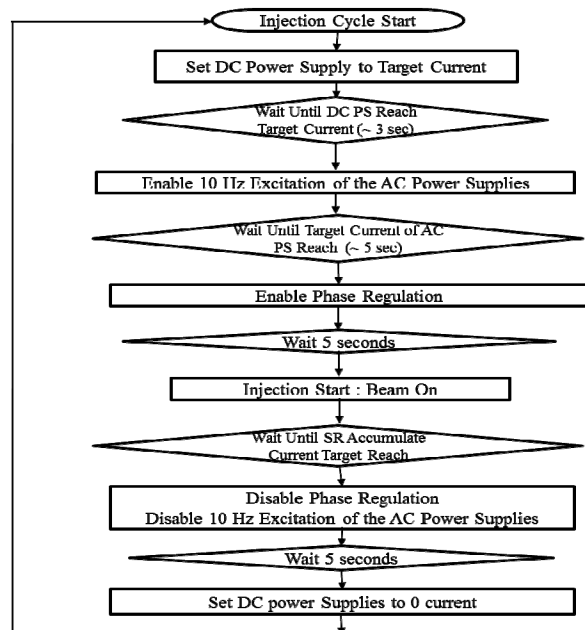 Injection Cycle Start
Set DC Power Supply to Target Current
Wait Until DC PS Reach
Target Current (~ 3 sec)
Enable 10 Hz Excitation of the AC Power Supplies
Wait Until Target Current of AC
PS Reach (~ 5 sec)
Enable Phase Regulation
Wait 5 seconds
Injection Start : Beam On
Wait Until SR Accumulate
Current Target Reach
Disable Phase Regulation
Disable 10 Hz Excitation of the AC Power Supplies
Wait 5 seconds
Set DC power Supplies to 0 current